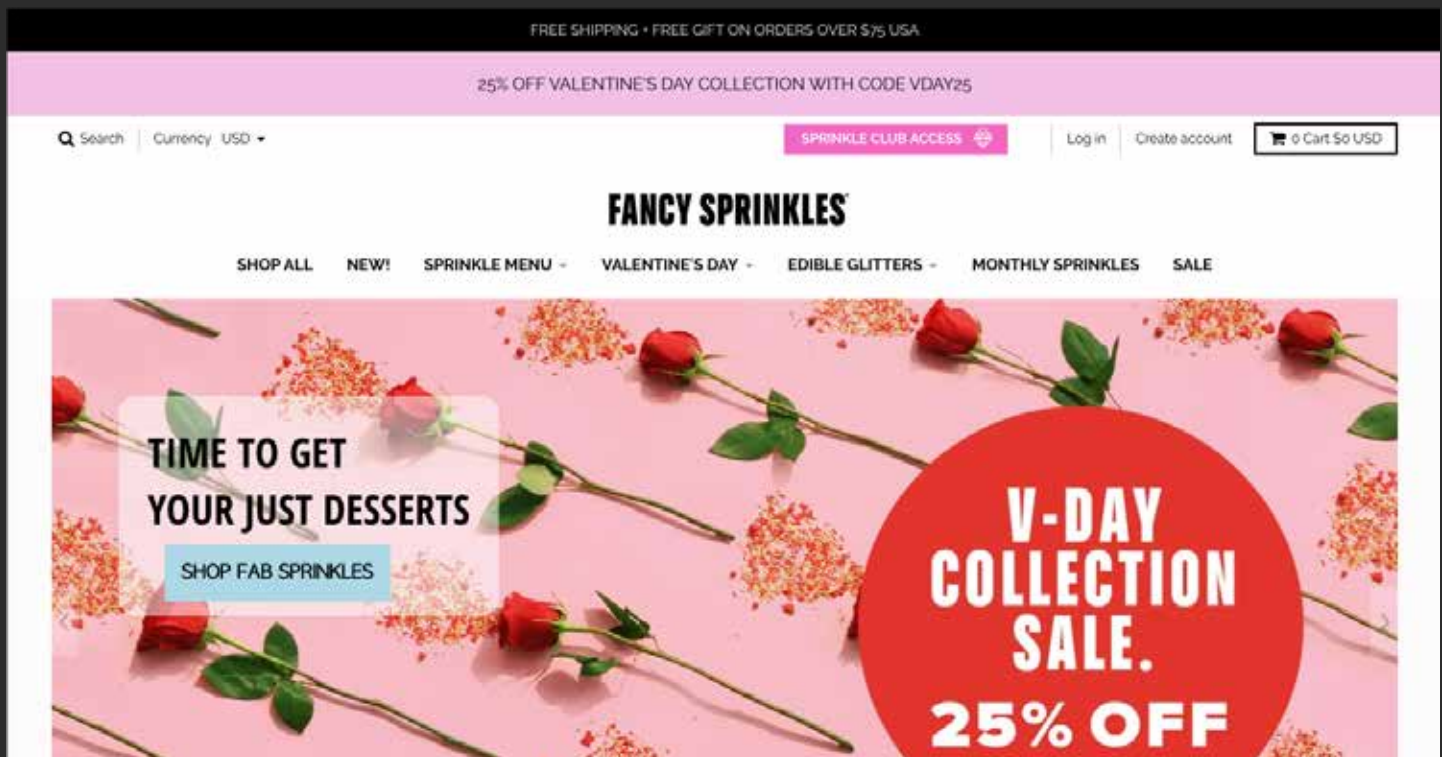 FREE SHIPPING + FREE GIFT ON ORDERS OVER $75 USA
25% OFF VALENTINE'S DAY COLLECTION WITH CODE VDAY25
Search Currency USD SPRINKLE CLUB ACCESS Log in Create account 0 Cart $0 USD
FANCY SPRINKLES
SHOP ALL NEW! SPRINKLE MENU VALENTINE'S DAY EDIBLE GLITTERS MONTHLY SPRINKLES SALE
TIME TO GET
YOUR JUST DESSERTS
SHOP FAB SPRINKLES
V-DAY
COLLECTION
SALE.
25% OFF